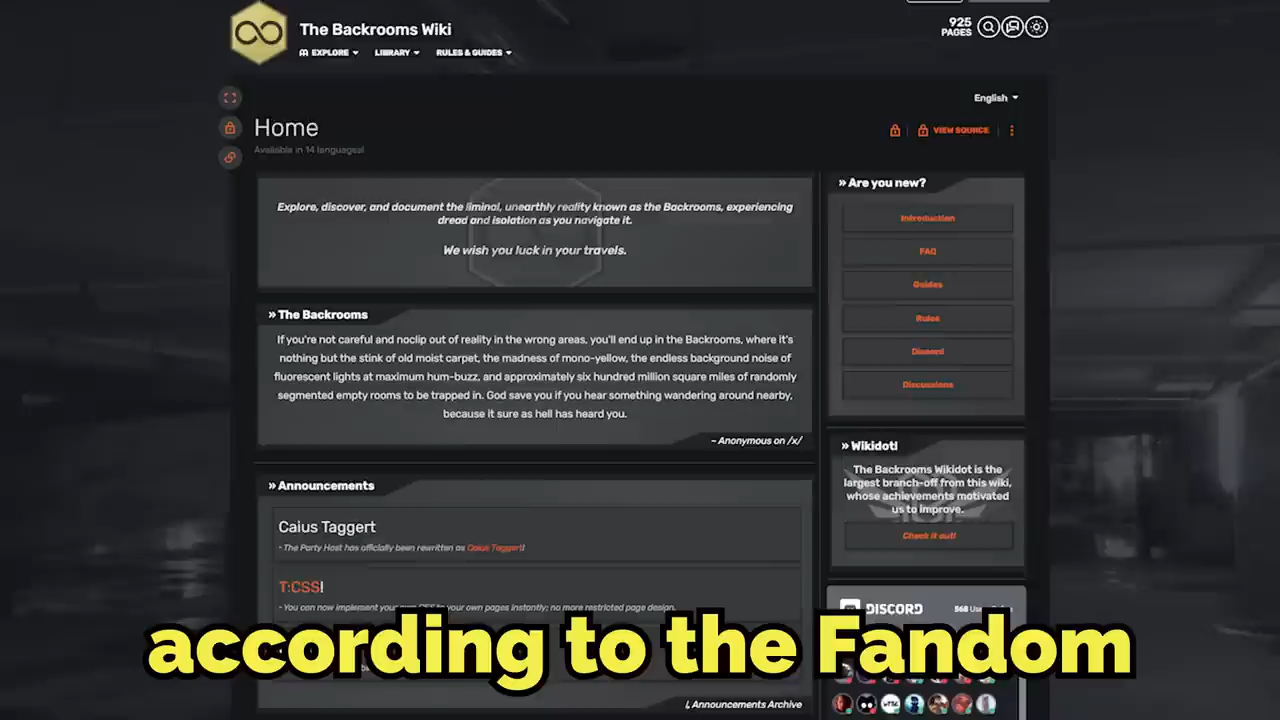 The Backrooms Wiki
EXPLORE
LIBRARY
RULES & GUIDES
925
PAGES
English
Home
VIEW SOURCE
Available in 14 languages!
Explore, discover, and document the liminal, unearthly reality known as the Backrooms, experiencing
dread and isolation as you navigate it.
We wish you luck in your travels.
» The Backrooms
If you're not careful and noclip out of reality in the wrong areas, you'll end up in the Backrooms, where it's
nothing but the stink of old moist carpet, the madness of mono-yellow, the endless background noise of
fluorescent lights at maximum hum-buzz, and approximately six hundred million square miles of randomly
segmented empty rooms to be trapped in. God save you if you hear something wandering around nearby,
because it sure as hell has heard you.
~ Anonymous on /x/
» Announcements
Caius Taggert
- The Party Host has officially been rewritten as Caius Taggert!
T:CSS!
- You can now implement your own CSS to your own pages instantly; no more restricted page design.
Announcements Archive
» Are you new?
Introduction
FAQ
Guides
Rules
Discord
Discussions
» Wikidot!
The Backrooms Wikidot is the
largest branch-off from this wiki,
whose achievements motivated
us to improve.
Check it out!
DISCORD
568
according to the Fandom